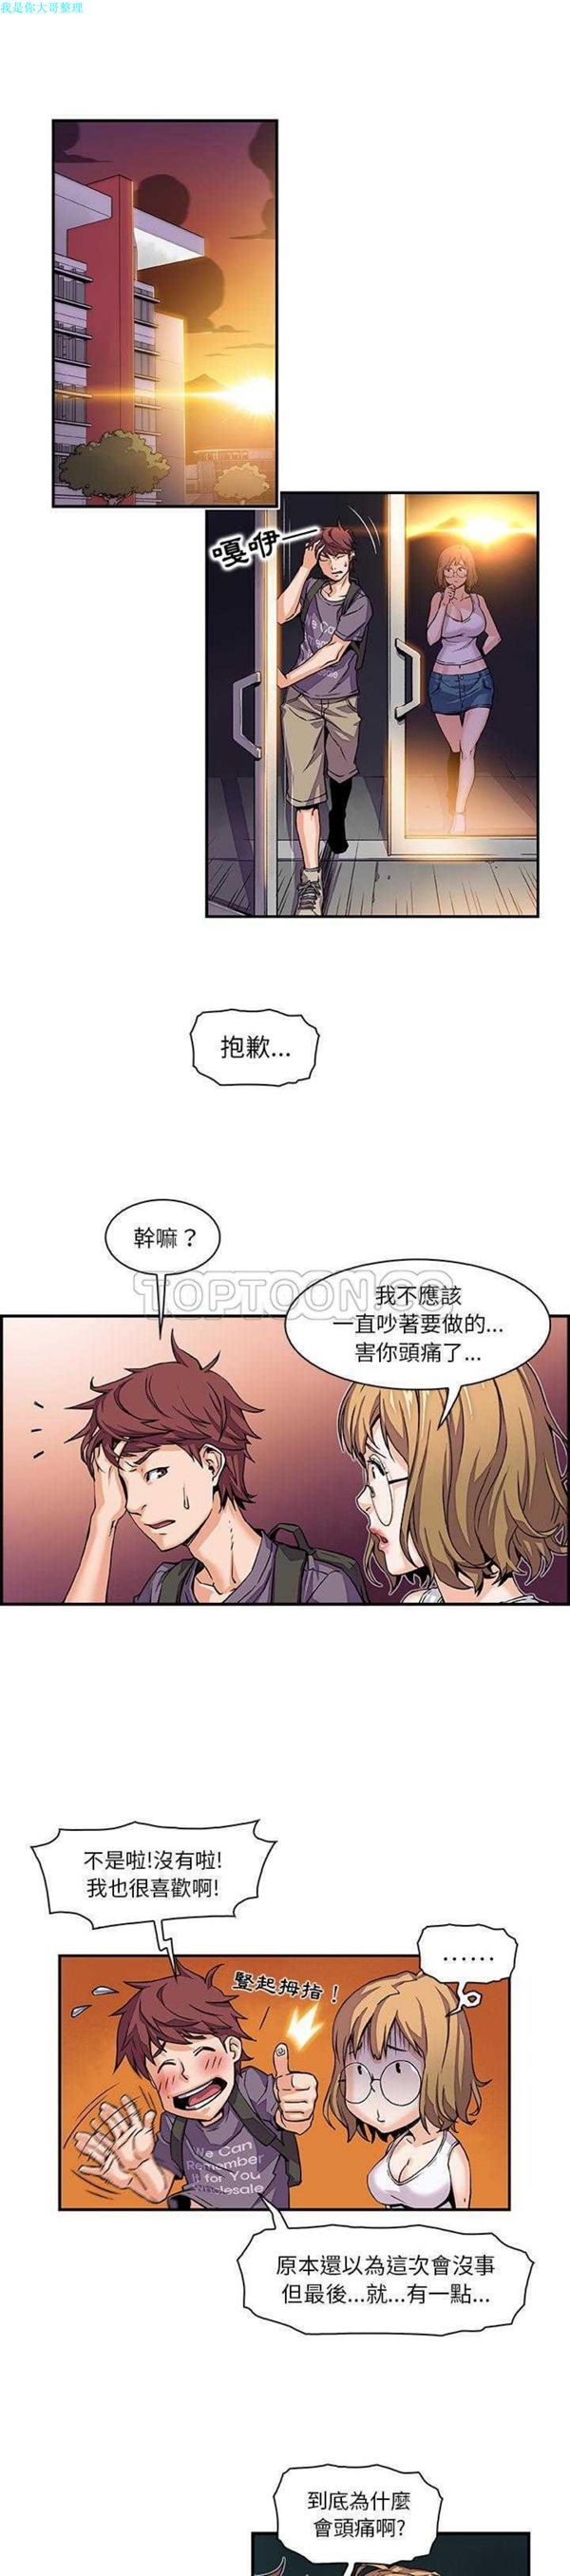 我是你大哥整理
嘎咿—
We Can
抱歉...
幹嘛？
TOPTOON.CO
我不應該
一直吵著要做的...
害你頭痛了...
不是啦!沒有啦!
我也很喜歡啊!
......
豎起拇指！
We Can
Remember
It for You
Wholesale
原本還以為這次會沒事
但最後...就...有一點...
到底為什麼
會頭痛啊?